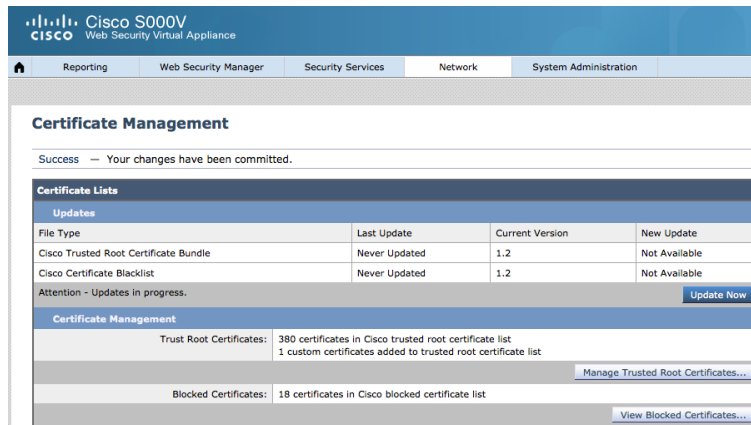 Cisco S000V
CISCO Web Security Virtual Appliance
Reporting Web Security Manager Security Services Network System Administration
Certificate Management
Success — Your changes have been committed.
Certificate Lists
Updates
File Type Last Update Current Version New Update
Cisco Trusted Root Certificate Bundle Never Updated 1.2 Not Available
Cisco Certificate Blacklist Never Updated 1.2 Not Available
Attention - Updates in progress. Update Now
Certificate Management
Trust Root Certificates: 380 certificates in Cisco trusted root certificate list
1 custom certificates added to trusted root certificate list
Manage Trusted Root Certificates...
Blocked Certificates: 18 certificates in Cisco blocked certificate list
View Blocked Certificates...